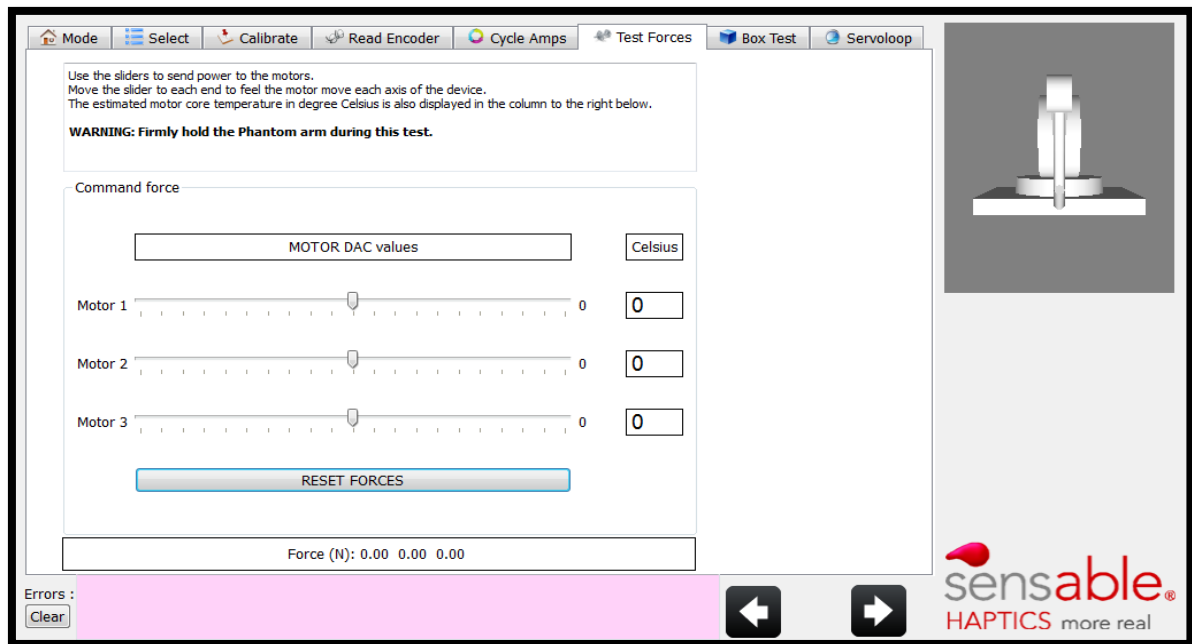 Mode Select Calibrate Read Encoder Cycle Amps Test Forces Box Test Servoloop
Use the sliders to send power to the motors.
Move the slider to each end to feel the motor move each axis of the device.
The estimated motor core temperature in degree Celsius is also displayed in the column to the right below.
WARNING: Firmly hold the Phantom arm during this test.
Command force
MOTOR DAC values Celsius
Motor 1 0 0
Motor 2 0 0
Motor 3 0 0
RESET FORCES
Force (N): 0.00 0.00 0.00
Errors :
Clear
sensable®
HAPTICS more real